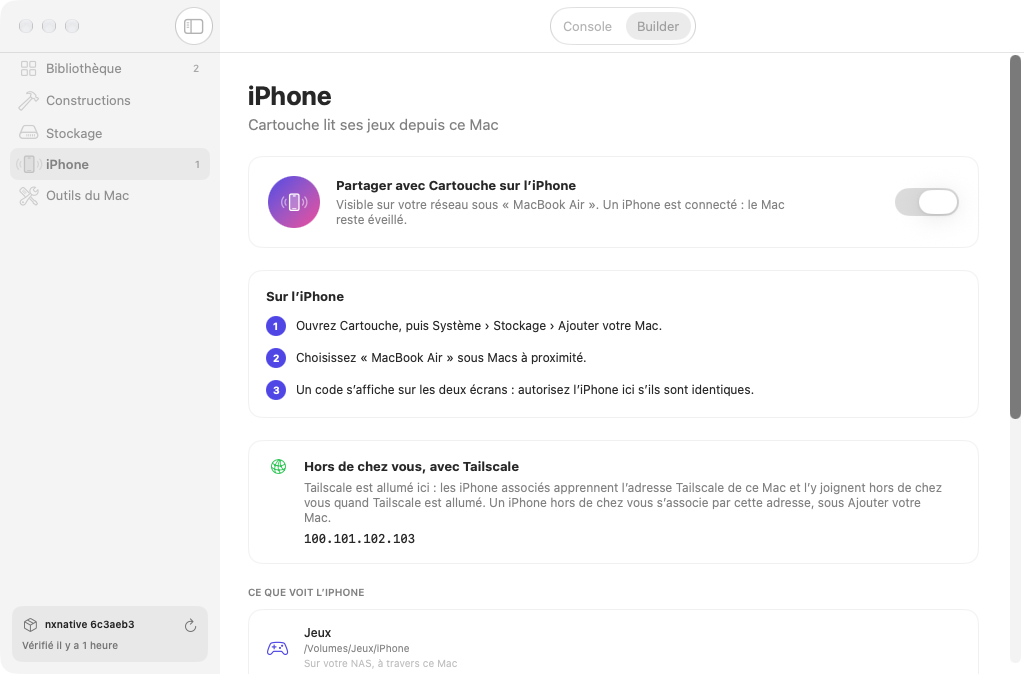 Console
Builder
Bibliothèque
2
Constructions
Stockage
iPhone
1
Outils du Mac
nxnative 6c3aeb3
Vérifié il y a 1 heure
iPhone
Cartouche lit ses jeux depuis ce Mac
Partager avec Cartouche sur l’iPhone
Visible sur votre réseau sous « MacBook Air ». Un iPhone est connecté : le Mac
reste éveillé.
Sur l’iPhone
1 Ouvrez Cartouche, puis Système › Stockage › Ajouter votre Mac.
2 Choisissez « MacBook Air » sous Macs à proximité.
3 Un code s’affiche sur les deux écrans : autorisez l’iPhone ici s’ils sont identiques.
Hors de chez vous, avec Tailscale
Tailscale est allumé ici : les iPhone associés apprennent l’adresse Tailscale de ce Mac et l’y joignent hors de chez
vous quand Tailscale est allumé. Un iPhone hors de chez vous s’associe par cette adresse, sous Ajouter votre
Mac.
100.101.102.103
CE QUE VOIT L’IPHONE
Jeux
/Volumes/Jeux/iPhone
Sur votre NAS, à travers ce Mac